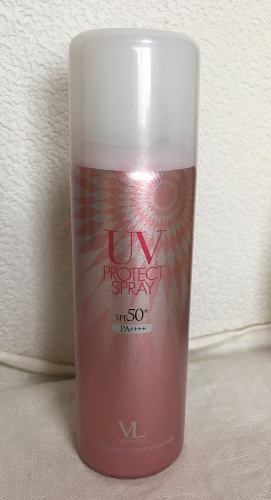 UV
PROTECT
SPRAY
SPF50+
PA++++
VL